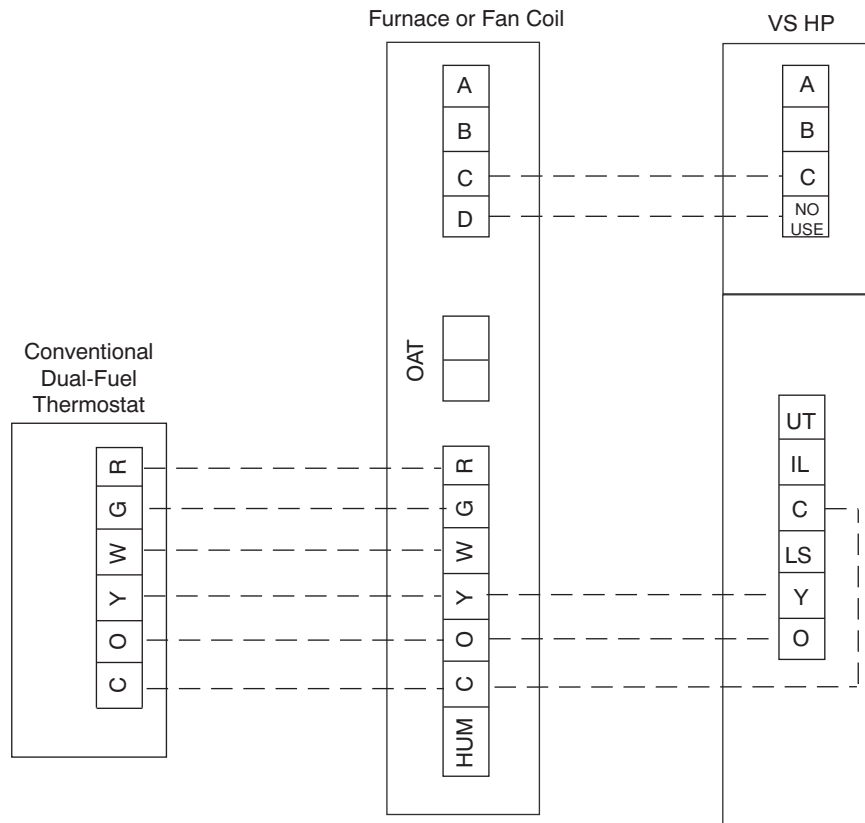 Furnace or Fan Coil
VS HP
A
B
C
D
A
B
C
NO
USE
OAT
Conventional
Dual-Fuel
Thermostat
R
G
W
Y
O
C
R
G
W
Y
O
C
HUM
UT
IL
C
LS
Y
O